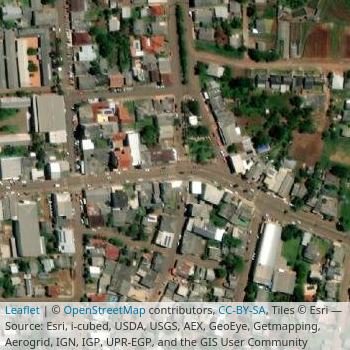 Leaflet | © OpenStreetMap contributors, CC-BY-SA, Tiles © Esri —
Source: Esri, i-cubed, USDA, USGS, AEX, GeoEye, Getmapping,
Aerogrid, IGN, IGP, UPR-EGP, and the GIS User Community